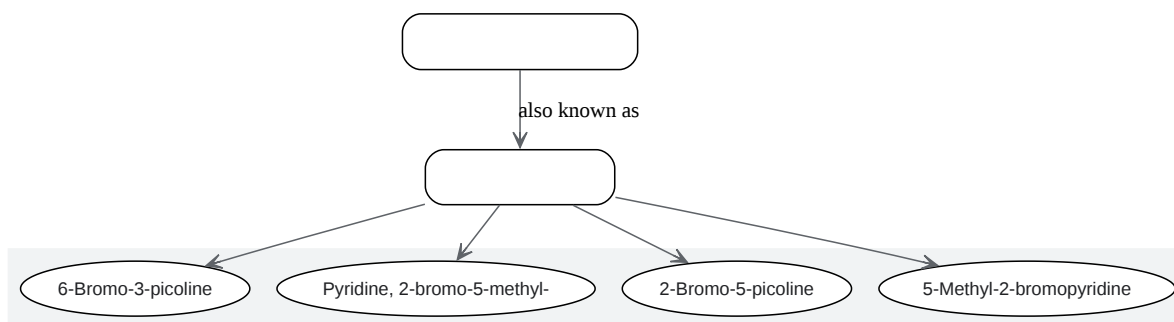 also known as
6-Bromo-3-picoline
Pyridine, 2-bromo-5-methyl-
2-Bromo-5-picoline
5-Methyl-2-bromopyridine